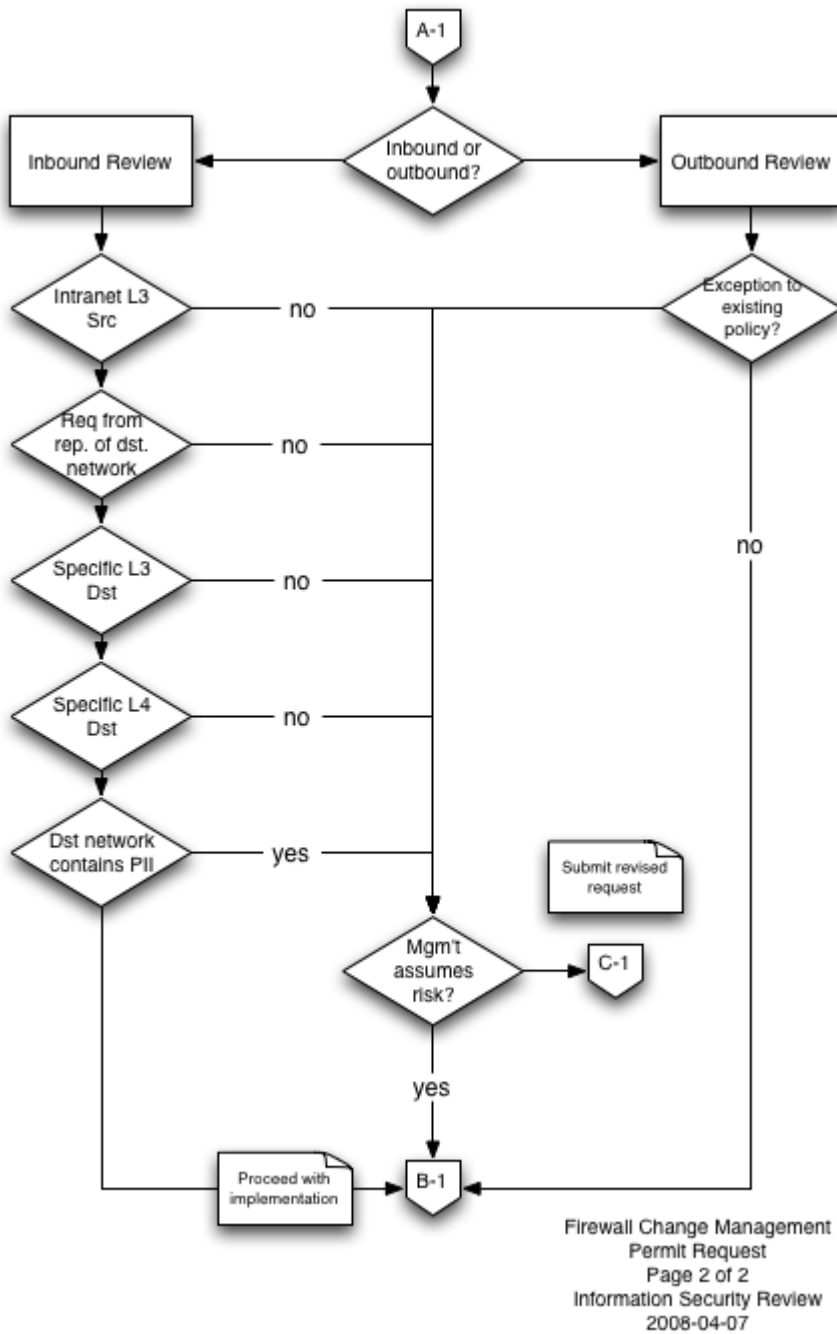 A-1
Inbound Review
Inbound or
outbound?
Outbound Review
Intranet L3
Src
no
Exception to
existing
policy?
Req from
rep. of dst.
network
no
Specific L3
Dst
no
no
Specific L4
Dst
no
Dst network
contains PII
yes
Submit revised
request
Mgm't
assumes
risk?
C-1
yes
Proceed with
implementation
B-1
Firewall Change Management
Permit Request
Page 2 of 2
Information Security Review
2008-04-07